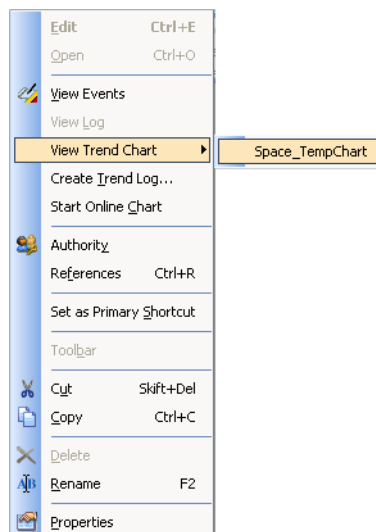 Edit Ctrl+E
Open Ctrl+O
View Events
View Log
View Trend Chart Space_TempChart
Create Trend Log...
Start Online Chart
Authority
References Ctrl+R
Set as Primary Shortcut
Toolbar
Cut Skift+Del
Copy Ctrl+C
Delete
Rename F2
Properties